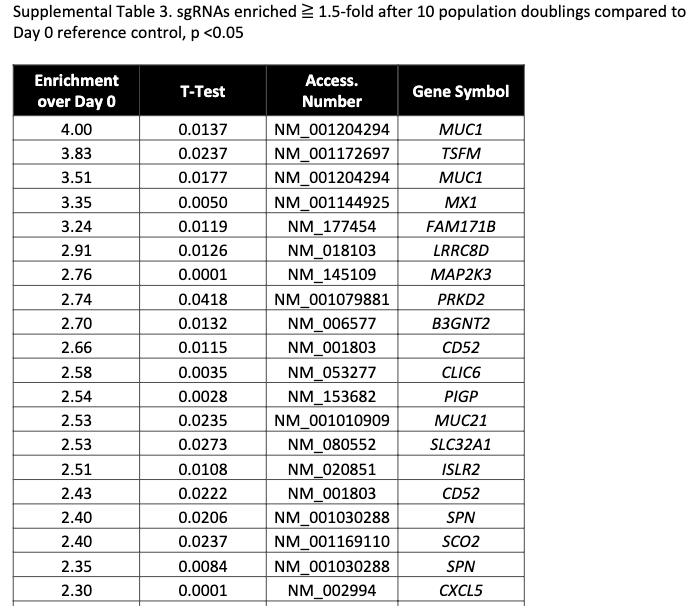 Supplemental Table 3. sgRNAs enriched ≧ 1.5-fold after 10 population doublings compared to
Day 0 reference control, p <0.05
Enrichment over Day 0 T-Test Access. Number Gene Symbol
4.00 0.0137 NM_001204294 MUC1
3.83 0.0237 NM_001172697 TSFM
3.51 0.0177 NM_001204294 MUC1
3.35 0.0050 NM_001144925 MX1
3.24 0.0119 NM_177454 FAM171B
2.91 0.0126 NM_018103 LRRC8D
2.76 0.0001 NM_145109 MAP2K3
2.74 0.0418 NM_001079881 PRKD2
2.70 0.0132 NM_006577 B3GNT2
2.66 0.0115 NM_001803 CD52
2.58 0.0035 NM_053277 CLIC6
2.54 0.0028 NM_153682 PIGP
2.53 0.0235 NM_001010909 MUC21
2.53 0.0273 NM_080552 SLC32A1
2.51 0.0108 NM_020851 ISLR2
2.43 0.0222 NM_001803 CD52
2.40 0.0206 NM_001030288 SPN
2.40 0.0237 NM_001169110 SCO2
2.35 0.0084 NM_001030288 SPN
2.30 0.0001 NM_002994 CXCL5